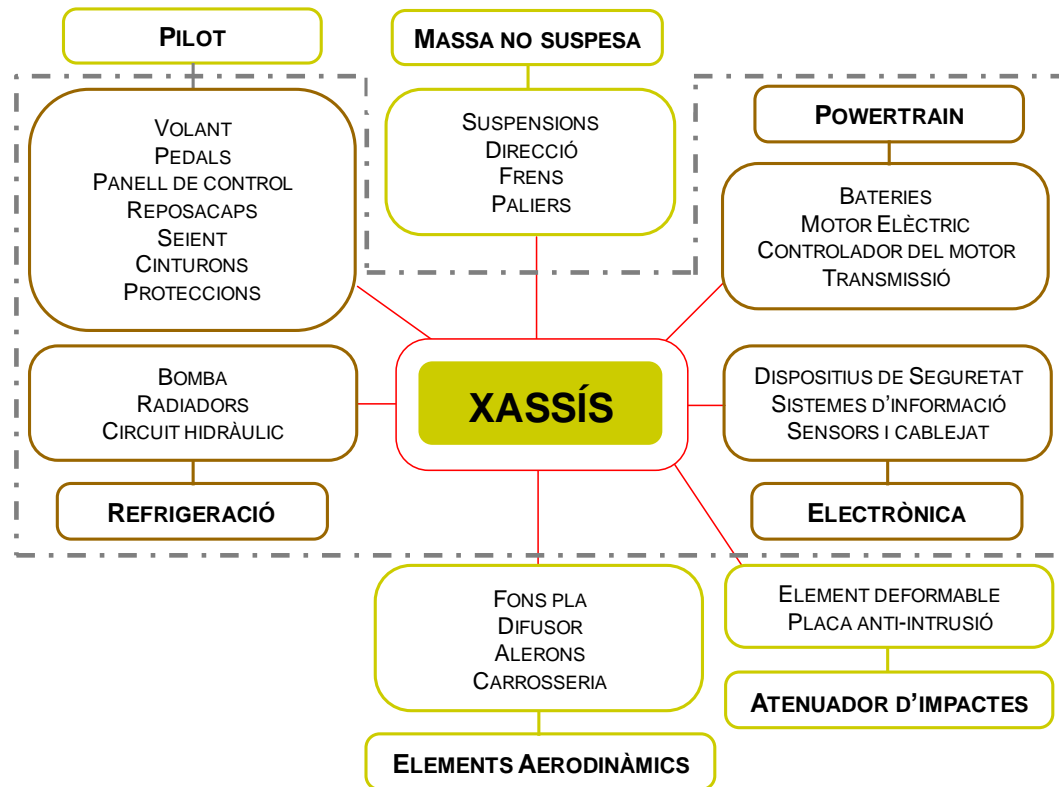 PILOT
VOLANT
PEDALS
PANELL DE CONTROL
REPOSACAPS
SEIENT
CINTURONS
PROTECCIONS
MASSA NO SUSPESA
SUSPENSIONS
DIRECCIÓ
FRENS
PALIERS
POWERTRAIN
BATERIES
MOTOR ELÈCTRIC
CONTROLADOR DEL MOTOR
TRANSMISSIÓ
BOMBA
RADIADORS
CIRCUIT HIDRÀULIC
REFRIGERACIÓ
XASSÍS
DISPOSITIUS DE SEGURETAT
SISTEMES D'INFORMACIÓ
SENSORS I CABLEJAT
ELECTRÒNICA
FONS PLA
DIFUSOR
ALERONS
CARROSSERIA
ELEMENTS AERODINÀMICS
ELEMENT DEFORMABLE
PLACA ANTI-INTRUSIÓ
ATENUADOR D'IMPACTES